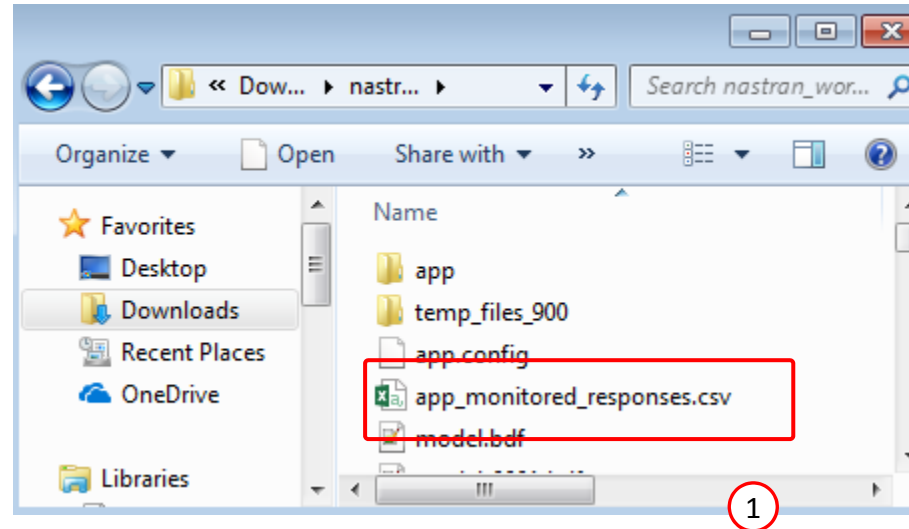 « Dow... nastr... Search nastran_wor...
Organize Open Share with »
Favorites
Desktop
Downloads
Recent Places
OneDrive
Libraries
Name
app
temp_files_900
app.config
app_monitored_responses.csv
model.bdf
1